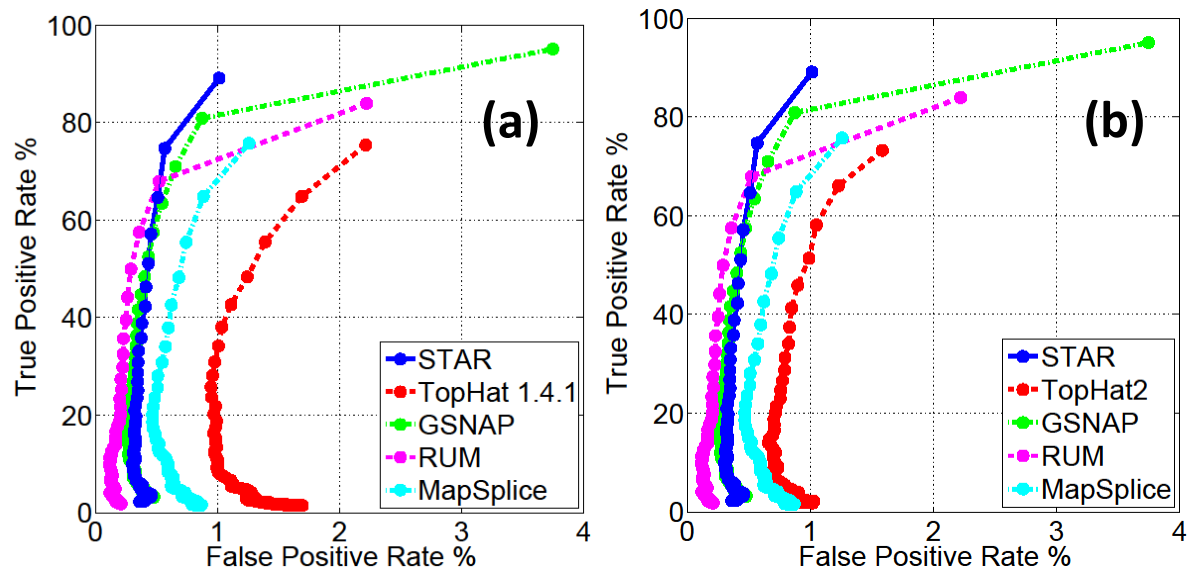 100
80
60
40
20
0
True Positive Rate %
0
1
2
3
4
False Positive Rate %
(a)
STAR
TopHat 1.4.1
GSNAP
RUM
MapSplice
100
80
60
40
20
0
True Positive Rate %
0
1
2
3
4
False Positive Rate %
(b)
STAR
TopHat2
GSNAP
RUM
MapSplice